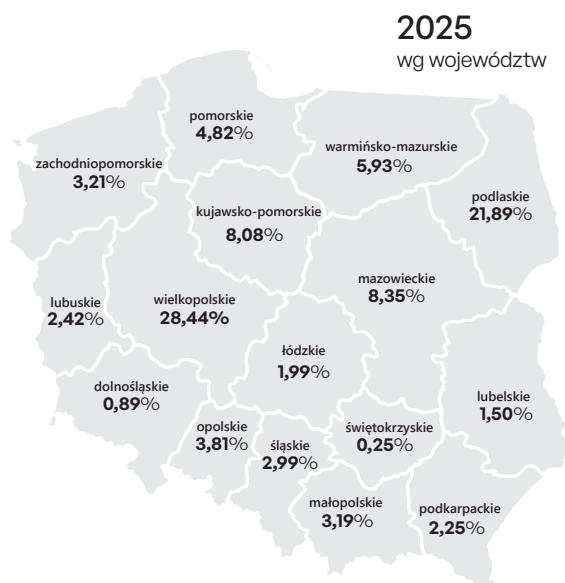 2025
wg województw
pomorskie
4,82%
warmińsko-mazurskie
5,93%
zachodniopomorskie
3,21%
podlaskie
21,89%
kujawsko-pomorskie
8,08%
mazowieckie
8,35%
lubuskie
2,42%
wielkopolskie
28,44%
łódzkie
1,99%
dolnośląskie
0,89%
lubelskie
1,50%
opolskie
3,81%
śląskie
2,99%
świętokrzyskie
0,25%
małopolskie
3,19%
podkarpackie
2,25%